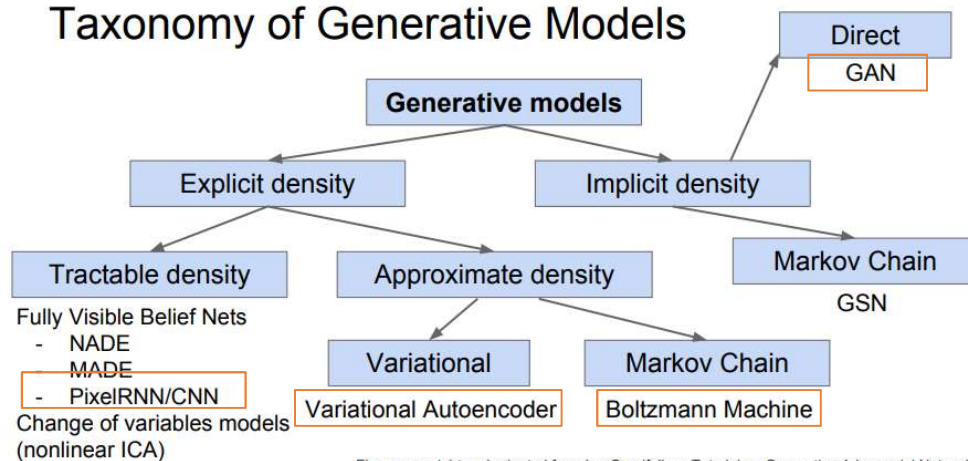 Taxonomy of Generative Models
Direct
GAN
Generative models
Explicit density
Implicit density
Tractable density
Approximate density
Markov Chain
GSN
Fully Visible Belief Nets
- NADE
- MADE
- PixelRNN/CNN
Change of variables models
(nonlinear ICA)
Variational
Markov Chain
Variational Autoencoder
Boltzmann Machine